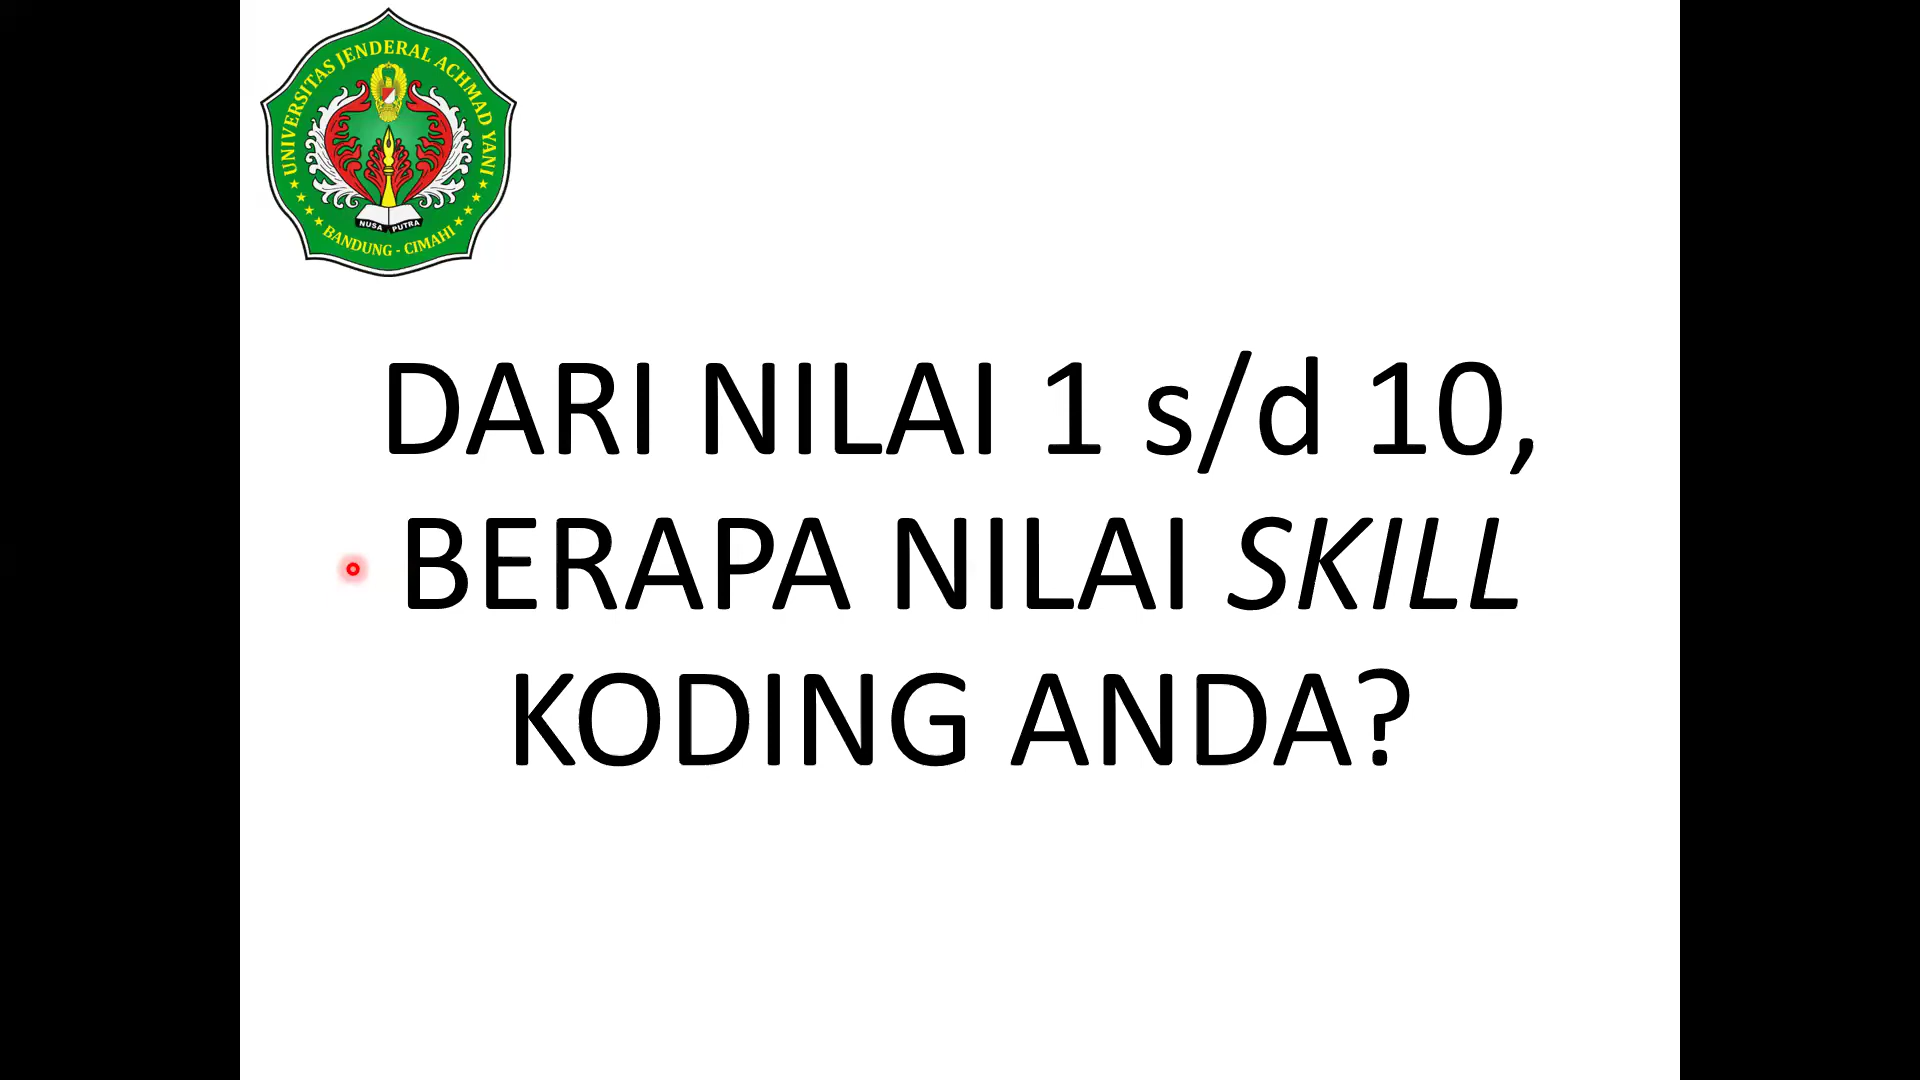 UNIVERSITAS JENDERAL ACHMAD YANI
NUSA PUTRA
BANDUNG - CIMAHI
DARI NILAI 1 s/d 10,
BERAPA NILAI SKILL
KODING ANDA?